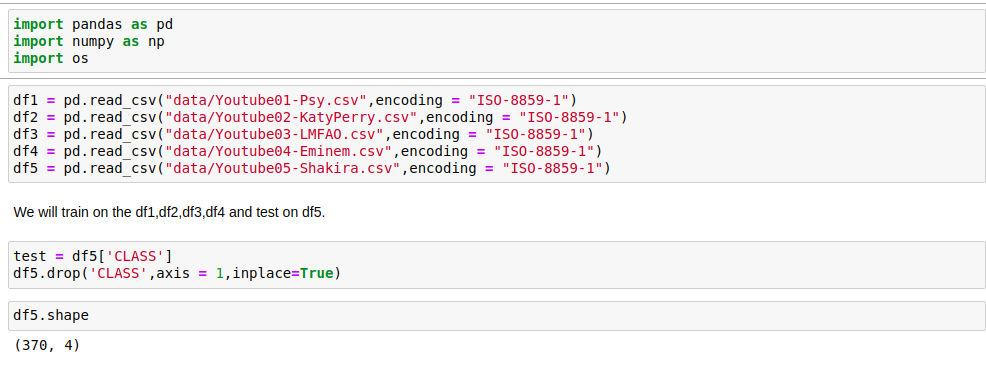 import pandas as pd
import numpy as np
import os
df1 = pd.read_csv("data/Youtube01-Psy.csv",encoding = "ISO-8859-1")
df2 = pd.read_csv("data/Youtube02-KatyPerry.csv",encoding = "ISO-8859-1")
df3 = pd.read_csv("data/Youtube03-LMFAO.csv",encoding = "ISO-8859-1")
df4 = pd.read_csv("data/Youtube04-Eminem.csv",encoding = "ISO-8859-1")
df5 = pd.read_csv("data/Youtube05-Shakira.csv",encoding = "ISO-8859-1")
We will train on the df1,df2,df3,df4 and test on df5.
test = df5['CLASS']
df5.drop('CLASS',axis = 1,inplace=True)
df5.shape
(370, 4)